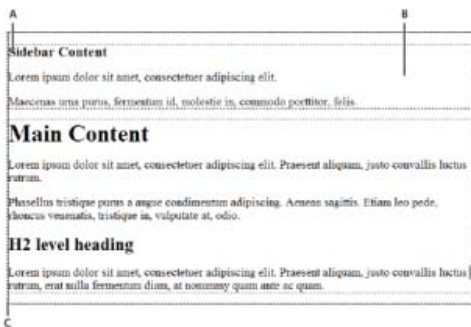 A
B
Sidebar Content
Lorem ipsum dolor sit amet, consectetuer adipiscing elit.
Maecenas urna purus, fermentum id, molestie in, commodo porttitor, felis.
Main Content
Lorem ipsum dolor sit amet, consectetuer adipiscing elit. Praesent aliquam, justo convallis luctus
rutrum.
Phasellus tristique purus a augue condimentum adipiscing. Aenean sagittis. Etiam leo pede,
rhoncus venenatis, tristique in, vulputate at, odio.
H2 level heading
Lorem ipsum dolor sit amet, consectetuer adipiscing elit. Praesent aliquam, justo convallis luctus
rutrum, erat nulla fermentum diam, at nonummy quam ante ac quam.
C